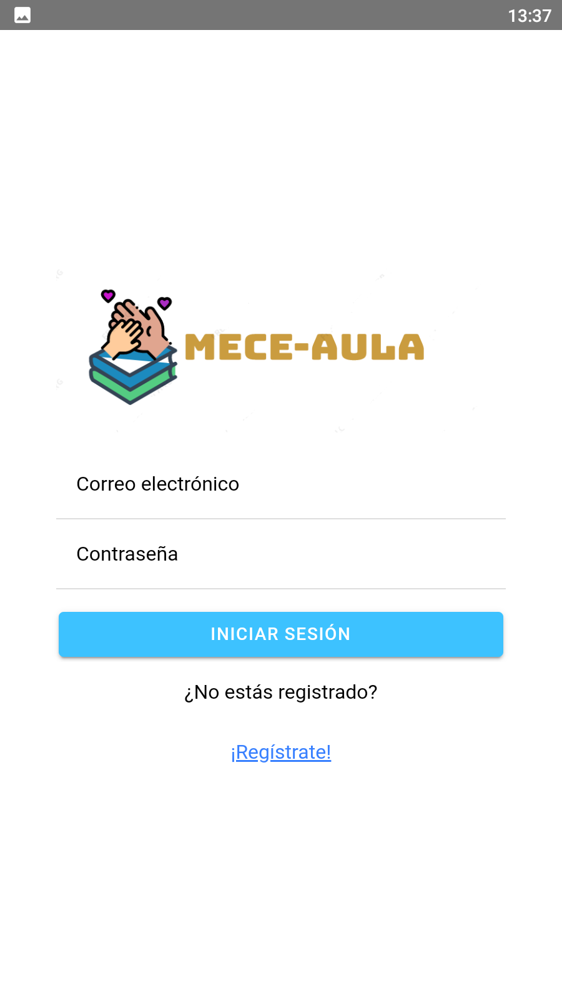 13:37
MECE-AULA
Correo electrónico
Contraseña
INICIAR SESIÓN
¿No estás registrado?
¡Regístrate!